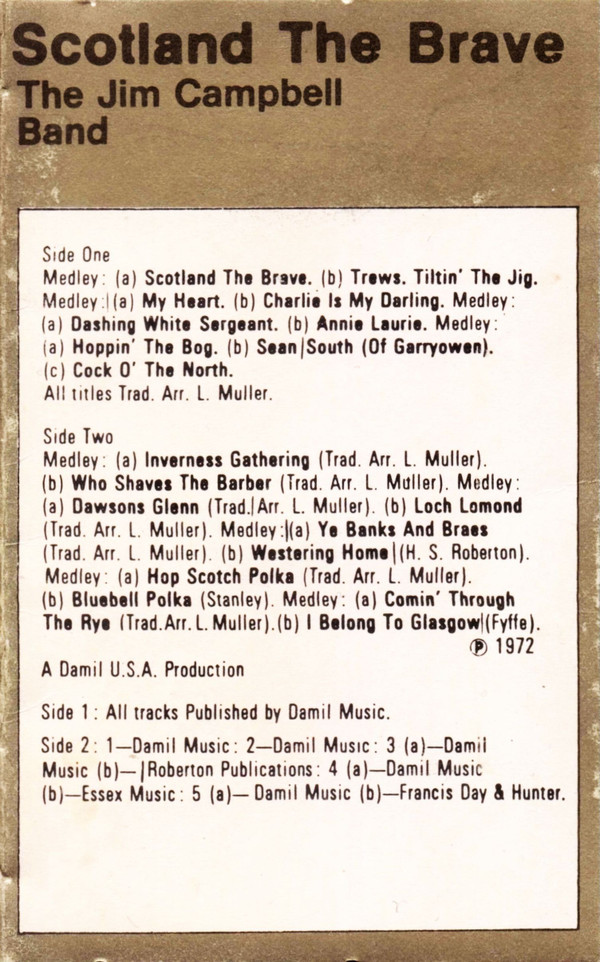 Scotland The Brave
The Jim Campbell
Band
Side One
Medley: (a) Scotland The Brave. (b) Trews. Tiltin' The Jig.
Medley:|(a) My Heart. (b) Charlie Is My Darling. Medley:
(a) Dashing White Sergeant. (b) Annie Laurie. Medley:
(a) Hoppin' The Bog. (b) Sean|South (Of Garryowen).
(c) Cock O' The North.
All titles Trad. Arr. L. Muller.
Side Two
Medley: (a) Inverness Gathering (Trad. Arr. L. Muller).
(b) Who Shaves The Barber (Trad. Arr. L. Muller). Medley:
(a) Dawsons Glenn (Trad.|Arr. L. Muller). (b) Loch Lomond
(Trad. Arr. L. Muller). Medley:|(a) Ye Banks And Braes
(Trad. Arr. L. Muller). (b) Westering Home|(H. S. Roberton).
Medley: (a) Hop Scotch Polka (Trad. Arr. L. Muller).
(b) Bluebell Polka (Stanley). Medley: (a) Comin' Through
The Rye (Trad. Arr. L. Muller). (b) I Belong To Glasgow|(Fyffe).
℗ 1972
A Damil U.S.A. Production
Side 1: All tracks Published by Damil Music.
Side 2: 1—Damil Music: 2—Damil Music: 3 (a)—Damil
Music (b)—|Roberton Publications: 4 (a)—Damil Music
(b)—Essex Music: 5 (a)— Damil Music (b)—Francis Day & Hunter.